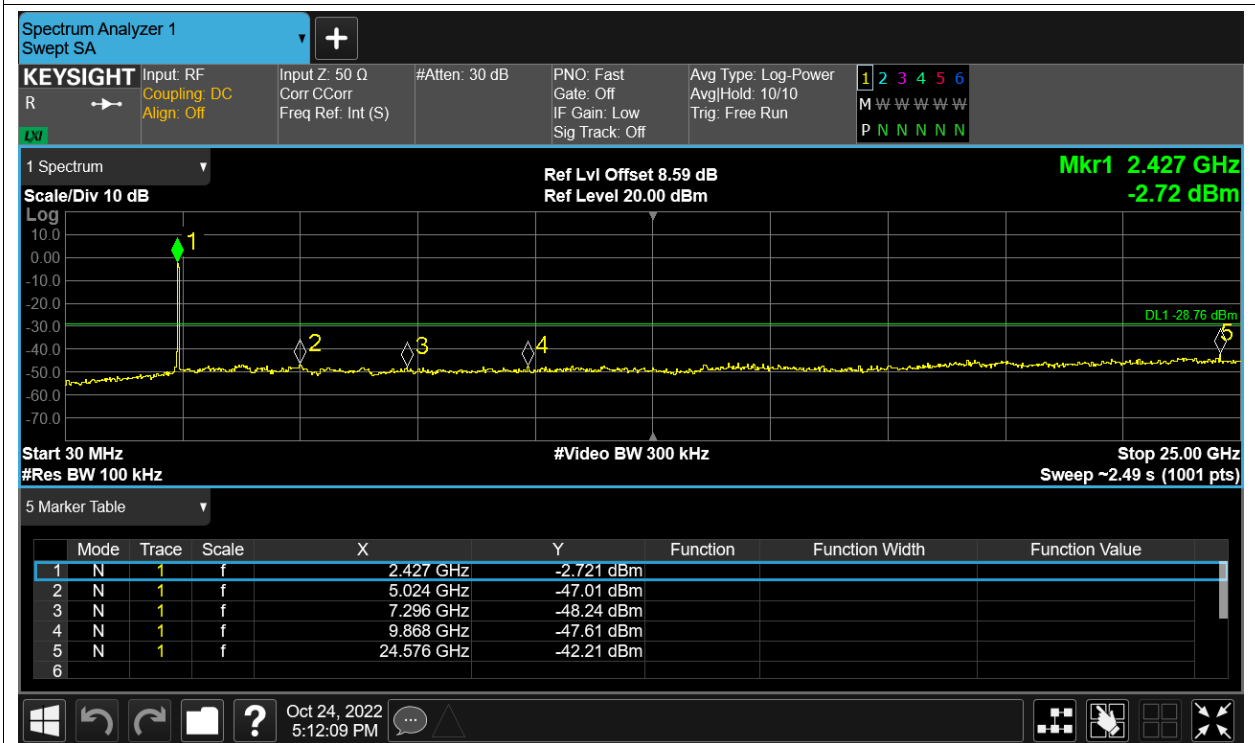 Spectrum Analyzer 1
Swept SA
KEYSIGHT
R
LXI
Input: RF
Coupling: DC
Align: Off
Input Z: 50 Ω
Corr CCorr
Freq Ref: Int (S)
#Atten: 30 dB
PNO: Fast
Gate: Off
IF Gain: Low
Sig Track: Off
Avg Type: Log-Power
Avg|Hold: 10/10
Trig: Free Run
1 2 3 4 5 6
M W W W W W
P N N N N N
1 Spectrum
Scale/Div 10 dB
Ref Lvl Offset 8.59 dB
Ref Level 20.00 dBm
Mkr1 2.427 GHz
-2.72 dBm
Log
10.0
0.00
-10.0
-20.0
-30.0
-40.0
-50.0
-60.0
-70.0
1
2
3
4
5
DL1 -28.76 dBm
Start 30 MHz
#Res BW 100 kHz
#Video BW 300 kHz
Stop 25.00 GHz
Sweep ~2.49 s (1001 pts)
5 Marker Table
Mode Trace Scale X Y Function Function Width Function Value
1 N 1 f 2.427 GHz -2.721 dBm
2 N 1 f 5.024 GHz -47.01 dBm
3 N 1 f 7.296 GHz -48.24 dBm
4 N 1 f 9.868 GHz -47.61 dBm
5 N 1 f 24.576 GHz -42.21 dBm
6
?
Oct 24, 2022
5:12:09 PM